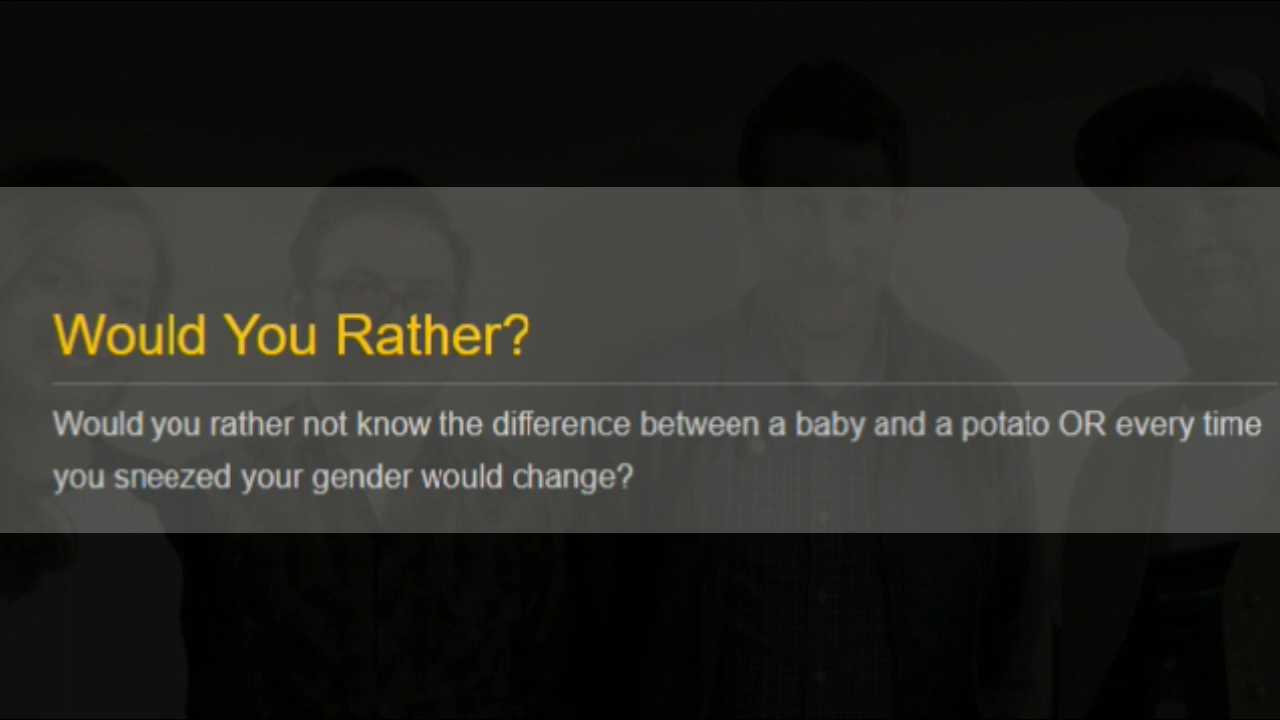 Would You Rather?
Would you rather not know the difference between a baby and a potato OR every time
you sneezed your gender would change?